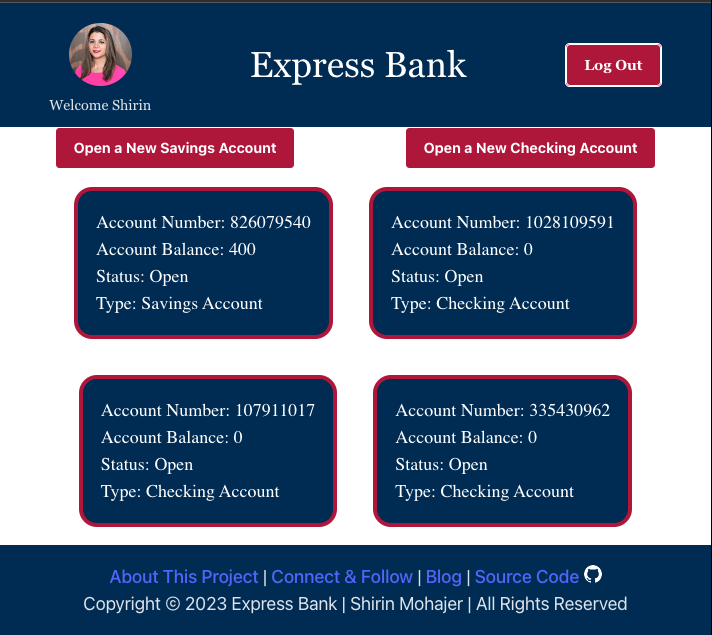 Express Bank
Log Out
Welcome Shirin
Open a New Savings Account
Open a New Checking Account
Account Number: 826079540
Account Balance: 400
Status: Open
Type: Savings Account
Account Number: 1028109591
Account Balance: 0
Status: Open
Type: Checking Account
Account Number: 107911017
Account Balance: 0
Status: Open
Type: Checking Account
Account Number: 335430962
Account Balance: 0
Status: Open
Type: Checking Account
About This Project | Connect & Follow | Blog | Source Code
Copyright © 2023 Express Bank | Shirin Mohajer | All Rights Reserved